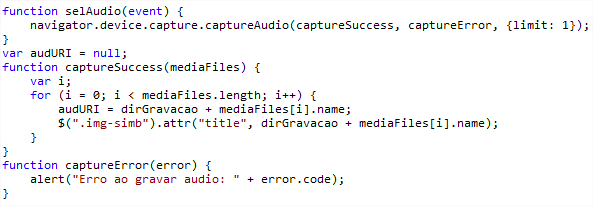 function selAudio(event) {
    navigator.device.capture.captureAudio(captureSuccess, captureError, {limit: 1});
}
var audURI = null;
function captureSuccess(mediaFiles) {
    var i;
    for (i = 0; i < mediaFiles.length; i++) {
        audURI = dirGravacao + mediaFiles[i].name;
        $(".img-simb").attr("title", dirGravacao + mediaFiles[i].name);
    }
}
function captureError(error) {
    alert("Erro ao gravar audio: " + error.code);
}